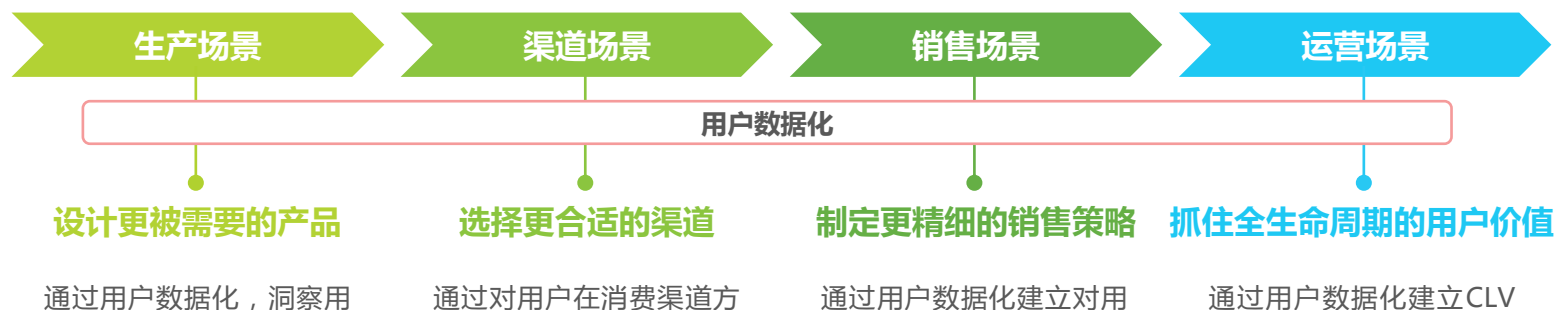 生产场景
渠道场景
销售场景
运营场景
用户数据化
设计更被需要的产品
选择更合适的渠道
制定更精细的销售策略
抓住全生命周期的用户价值
通过用户数据化，洞察用
通过对用户在消费渠道方
通过用户数据化建立对用
通过用户数据化建立CLV